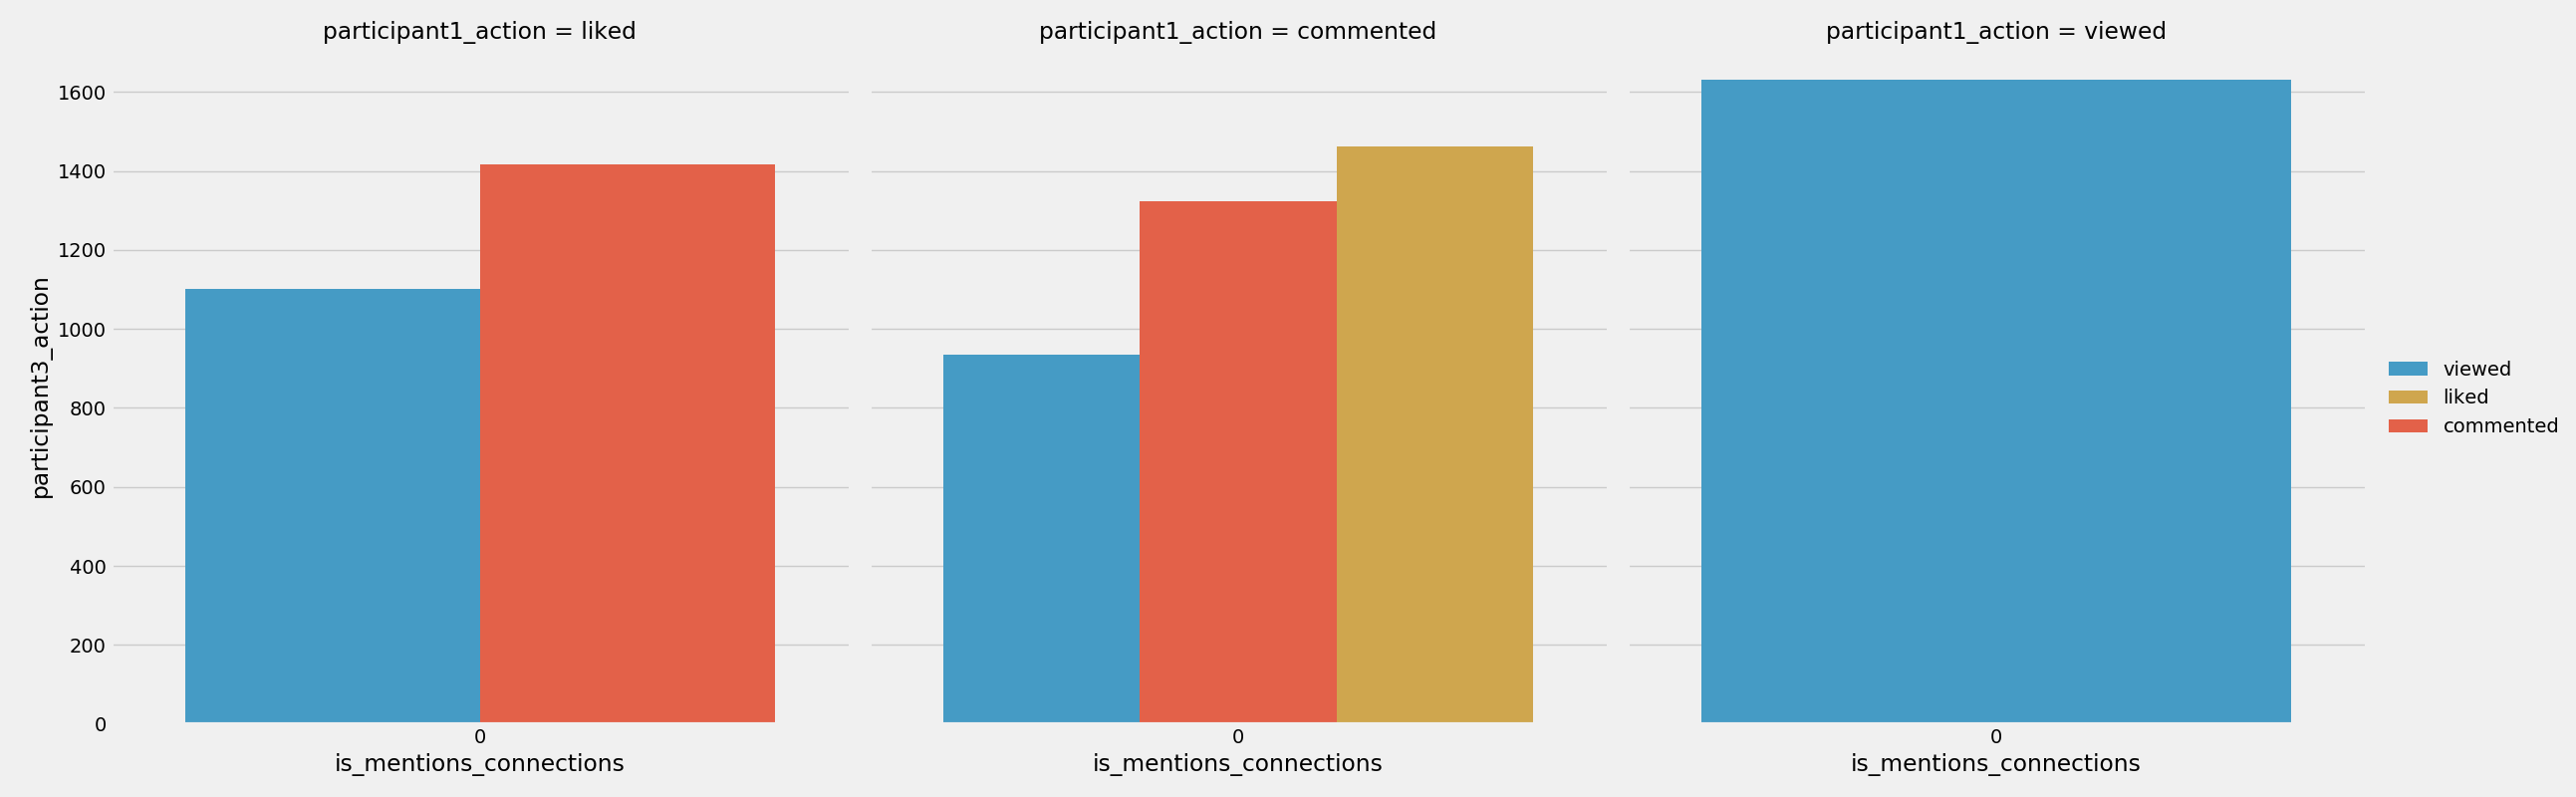 participant1_action = liked
participant1_action = commented
participant1_action = viewed
participant3_action
1600
1400
1200
1000
800
600
400
200
0
0
0
0
is_mentions_connections
is_mentions_connections
is_mentions_connections
viewed
liked
commented